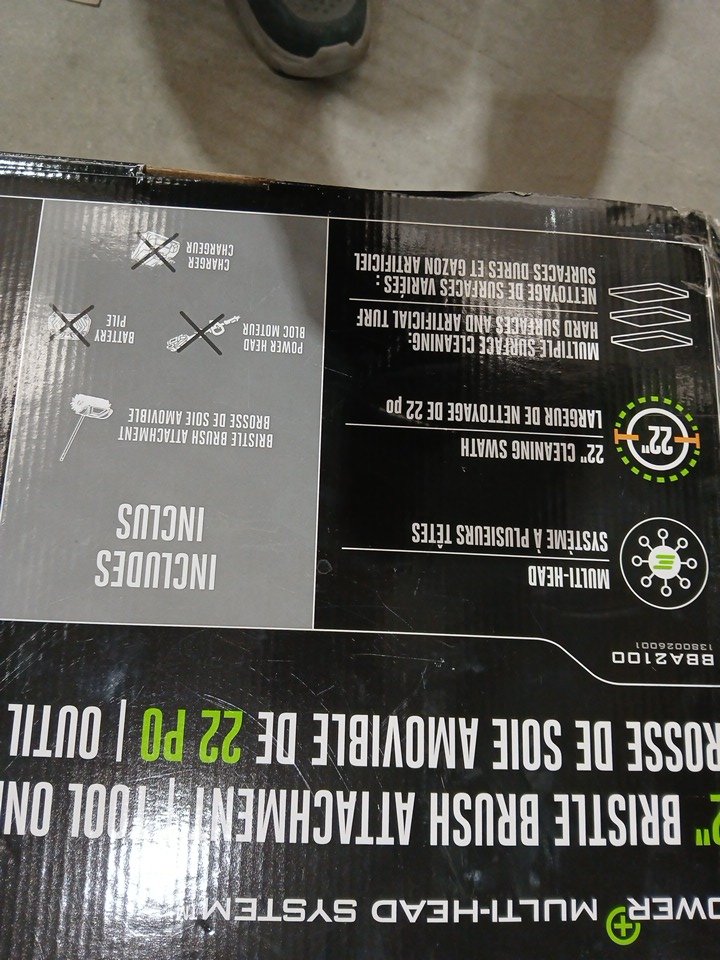 OWER+ MULTI-HEAD SYSTEM™
2" BRISTLE BRUSH ATTACHMENT | TOOL ON
ROSSE DE SOIE AMOVIBLE DE 22 PO | OUTIL
BBA2100
1380026001
MULTI-HEAD
SYSTÈME À PLUSIEURS TÊTES
22"
22" CLEANING SWATH
LARGEUR DE NETTOYAGE DE 22 po
MULTIPLE SURFACE CLEANING:
HARD SURFACES AND ARTIFICIAL TURF
NETTOYAGE DE SURFACES VARIÉES :
SURFACES DURES ET GAZON ARTIFICIEL
INCLUDES
INCLUS
BRISTLE BRUSH ATTACHMENT
BROSSE DE SOIE AMOVIBLE
POWER HEAD
BLOC MOTEUR
BATTERY
PILE
CHARGER
CHARGEUR